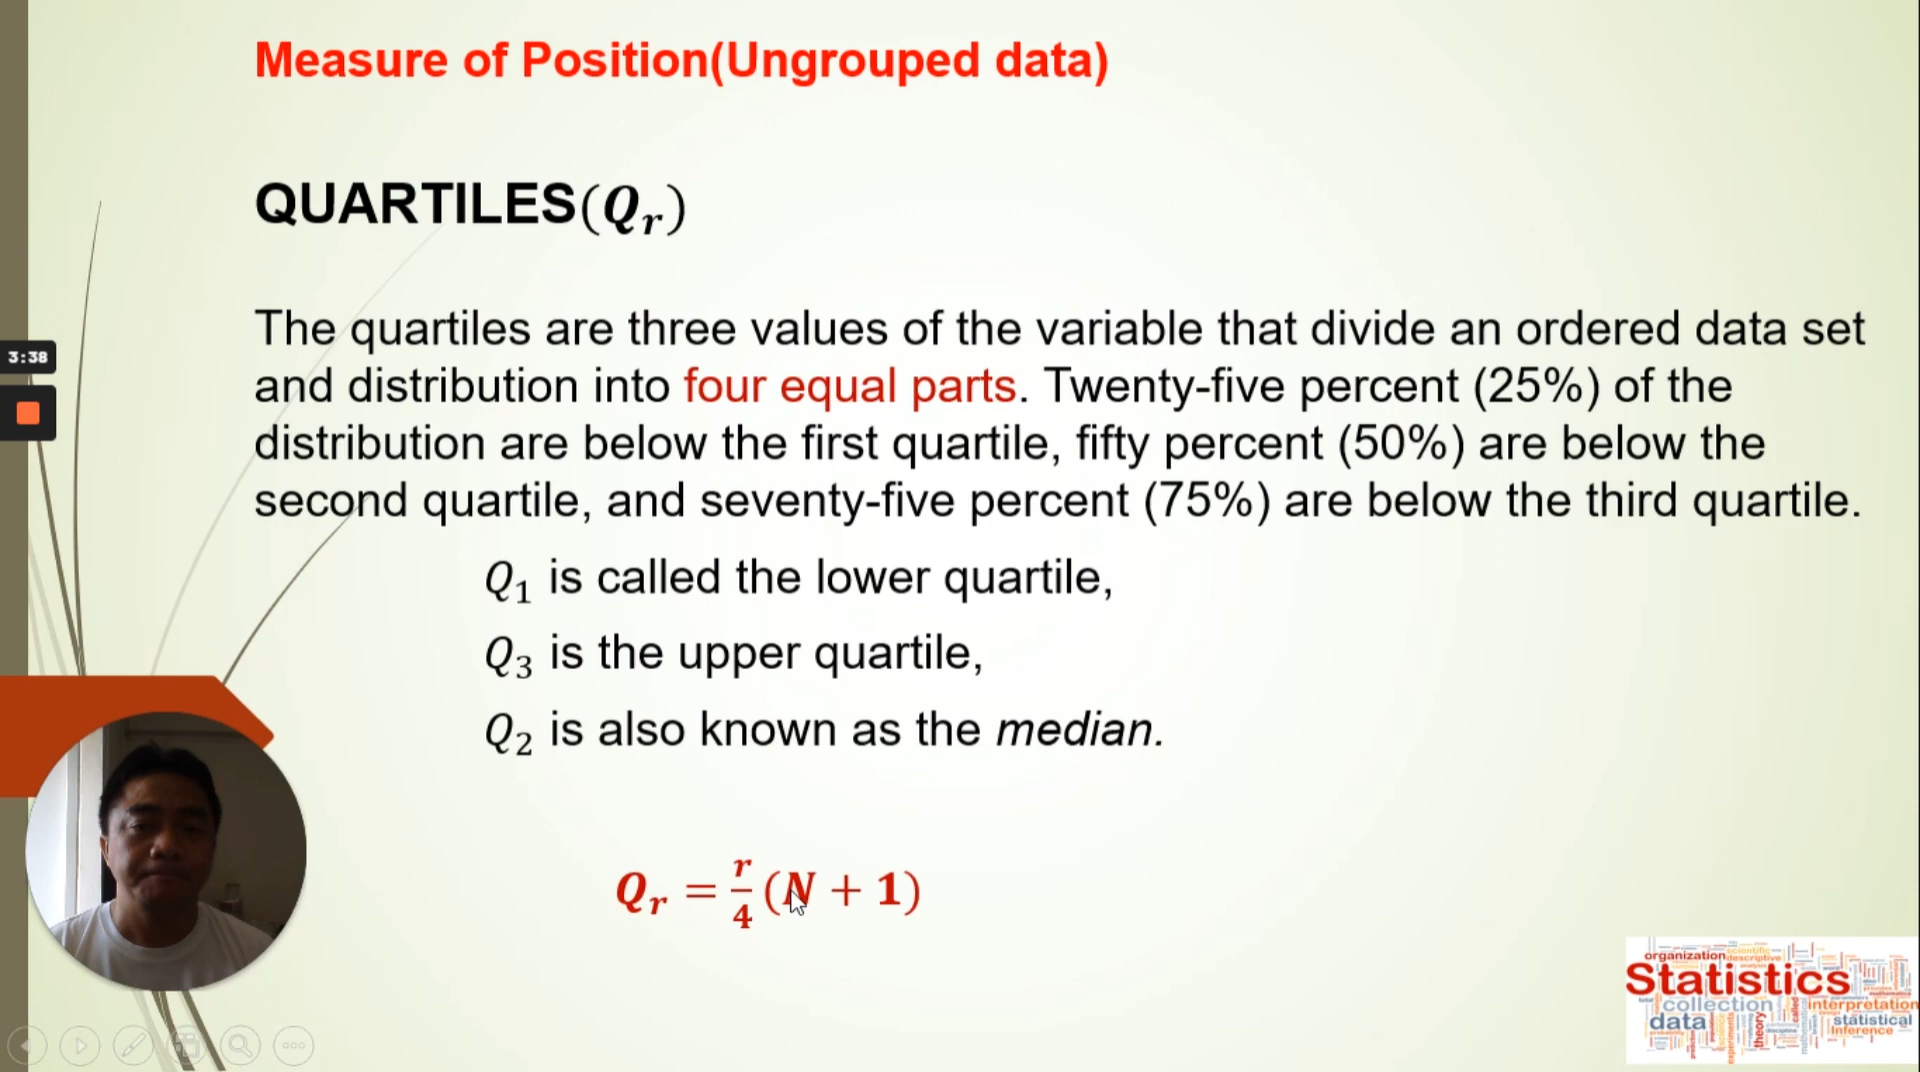 Measure of Position(Ungrouped data)
QUARTILES(Qᵣ)
The quartiles are three values of the variable that divide an ordered data set
and distribution into four equal parts. Twenty-five percent (25%) of the
distribution are below the first quartile, fifty percent (50%) are below the
second quartile, and seventy-five percent (75%) are below the third quartile.
Q₁ is called the lower quartile,
Q₃ is the upper quartile,
Q₂ is also known as the median.
Qᵣ = r/4 (N + 1)
3:38
organization scientific
descriptive
Statistics
collection interpretation
data theory statistical
Inference